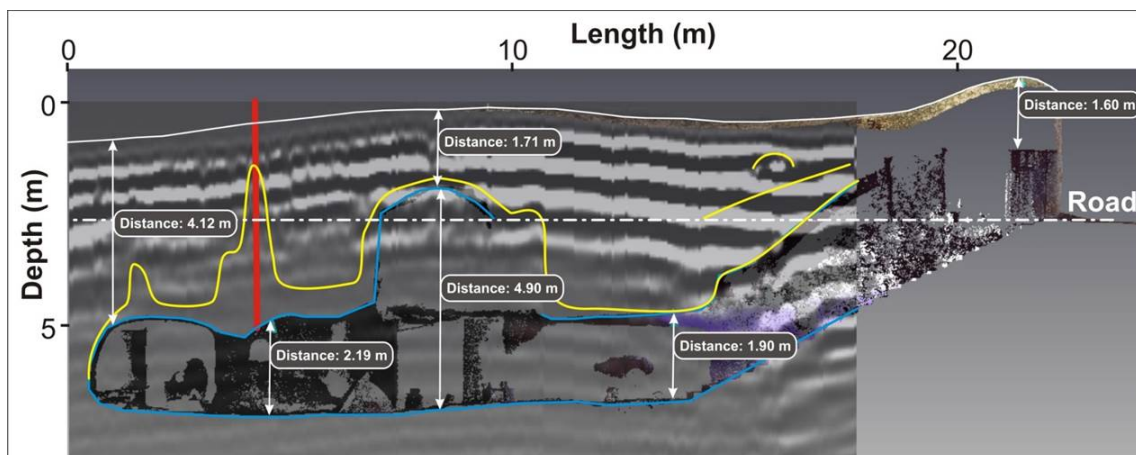 Length (m)
0
10
20
0
Distance: 1.60 m
Distance: 1.71 m
Depth (m)
Road
Distance: 4.12 m
Distance: 4.90 m
5
Distance: 2.19 m
Distance: 1.90 m